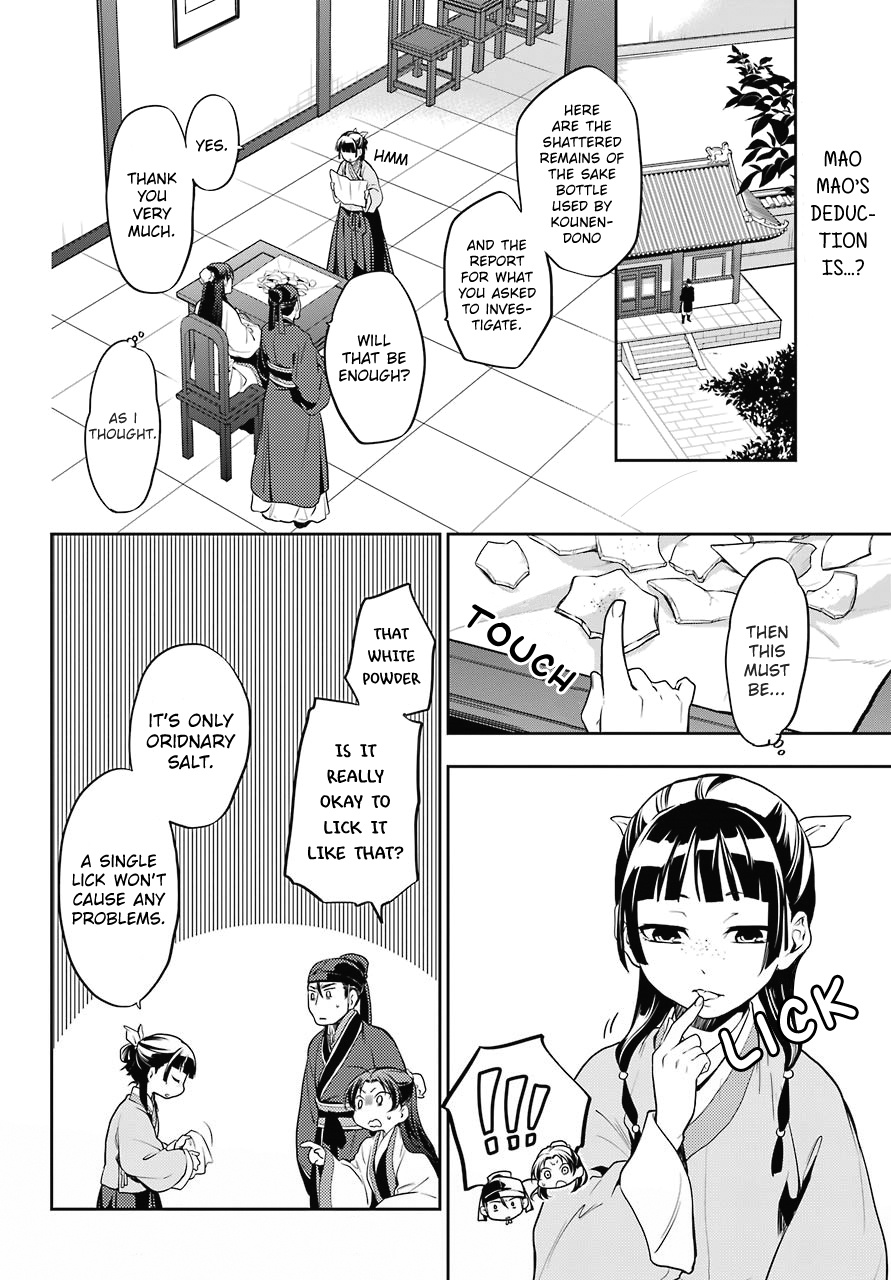 MAO
MAO'S
DEDUC-
TION
IS...?
HERE
ARE THE
SHATTERED
REMAINS OF
THE SAKE
BOTTLE
USED BY
KOUNEN-
DONO
AND THE
REPORT
FOR WHAT
YOU ASKED
TO INVES-
TIGATE.
WILL
THAT BE
ENOUGH?
HMM
YES.
THANK
YOU
VERY
MUCH.
AS I
THOUGHT.
THEN
THIS
MUST
BE...
TOUCH
LICK
!!!
THAT
WHITE
POWDER
IS IT
REALLY
OKAY TO
LICK IT
LIKE THAT?
IT'S ONLY
ORIDNARY
SALT.
A SINGLE
LICK WON'T
CAUSE ANY
PROBLEMS.